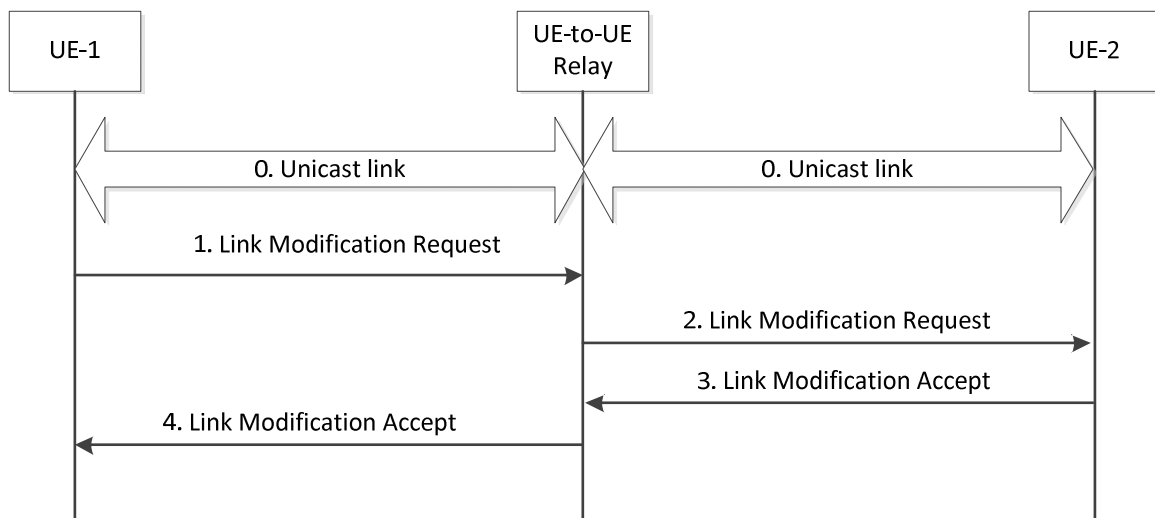 UE-1
UE-to-UE
Relay
UE-2
0. Unicast link
0. Unicast link
1. Link Modification Request
2. Link Modification Request
3. Link Modification Accept
4. Link Modification Accept